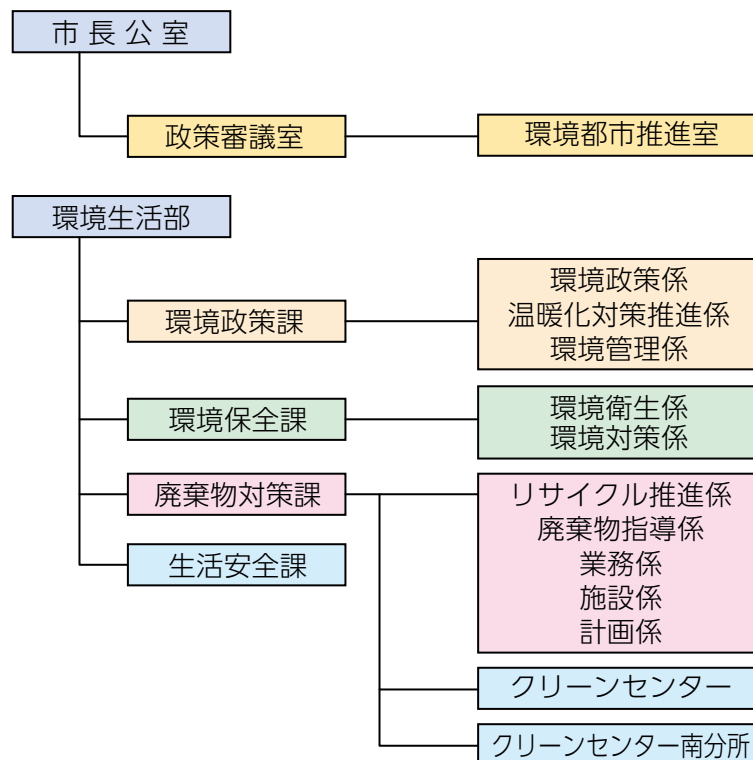 市長公室
政策審議室
環境都市推進室
環境生活部
環境政策課
環境政策係
温暖化対策推進係
環境管理係
環境保全課
環境衛生係
環境対策係
廃棄物対策課
リサイクル推進係
廃棄物指導係
業務係
施設係
計画係
生活安全課
クリーンセンター
クリーンセンター南分所